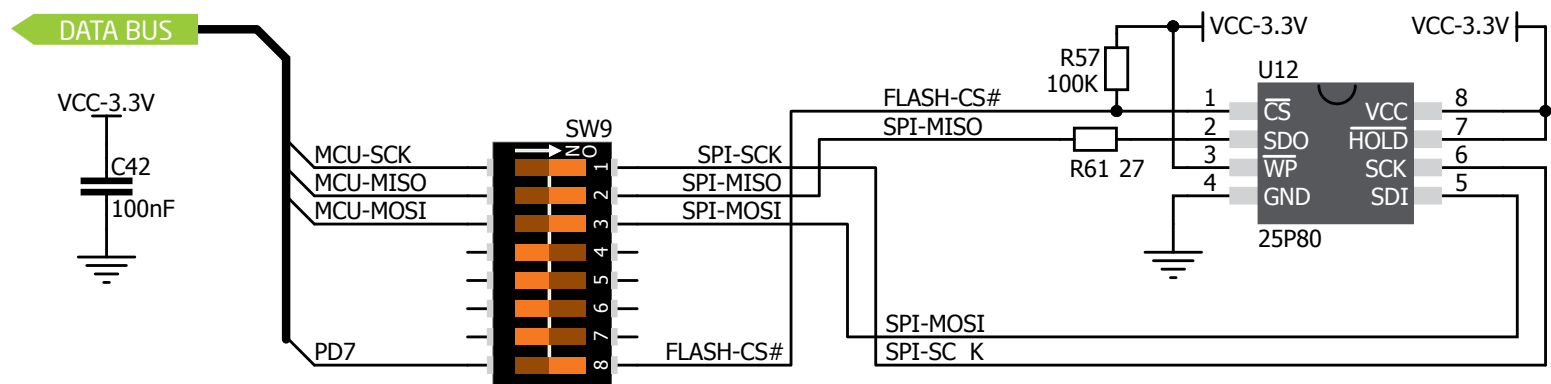 DATA BUS
VCC-3.3V
C42
100nF
MCU-SCK
MCU-MISO
MCU-MOSI
PD7
SW9
ON
1
2
3
4
5
6
7
8
SPI-SCK
SPI-MISO
SPI-MOSI
FLASH-CS#
FLASH-CS#
SPI-MISO
R57
100K
R61 27
VCC-3.3V
VCC-3.3V
U12
1 CS VCC 8
2 SDO HOLD 7
3 WP SCK 6
4 GND SDI 5
25P80
SPI-MOSI
SPI-SC K